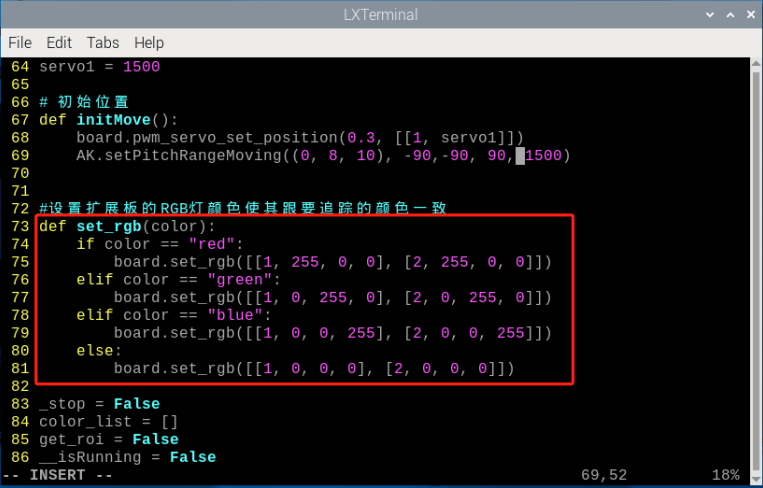 LXTerminal
File Edit Tabs Help
64 servo1 = 1500
65
66 # 初始位置
67 def initMove():
68     board.pwm_servo_set_position(0.3, [[1, servo1]])
69     AK.setPitchRangeMoving((0, 8, 10), -90,-90, 90, 1500)
70
71
72 #设置扩展板的RGB灯颜色使其跟要追踪的颜色一致
73 def set_rgb(color):
74     if color == "red":
75         board.set_rgb([[1, 255, 0, 0], [2, 255, 0, 0]])
76     elif color == "green":
77         board.set_rgb([[1, 0, 255, 0], [2, 0, 255, 0]])
78     elif color == "blue":
79         board.set_rgb([[1, 0, 0, 255], [2, 0, 0, 255]])
80     else:
81         board.set_rgb([[1, 0, 0, 0], [2, 0, 0, 0]])
82
83 _stop = False
84 color_list = []
85 get_roi = False
86 __isRunning = False
-- INSERT -- 69,52 18%